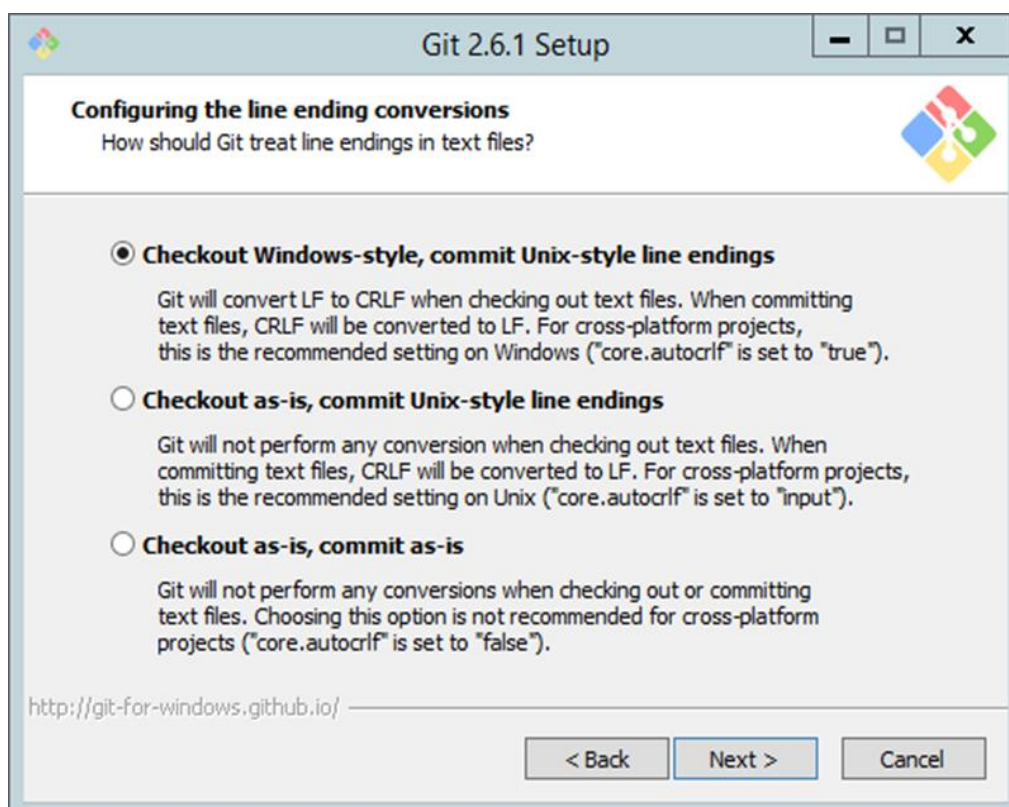 Git 2.6.1 Setup
Configuring the line ending conversions
How should Git treat line endings in text files?
Checkout Windows-style, commit Unix-style line endings
Git will convert LF to CRLF when checking out text files. When committing
text files, CRLF will be converted to LF. For cross-platform projects,
this is the recommended setting on Windows ("core.autocrlf" is set to "true").
Checkout as-is, commit Unix-style line endings
Git will not perform any conversion when checking out text files. When
committing text files, CRLF will be converted to LF. For cross-platform projects,
this is the recommended setting on Unix ("core.autocrlf" is set to "input").
Checkout as-is, commit as-is
Git will not perform any conversions when checking out or committing
text files. Choosing this option is not recommended for cross-platform
projects ("core.autocrlf" is set to "false").
http://git-for-windows.github.io/
< Back Next > Cancel